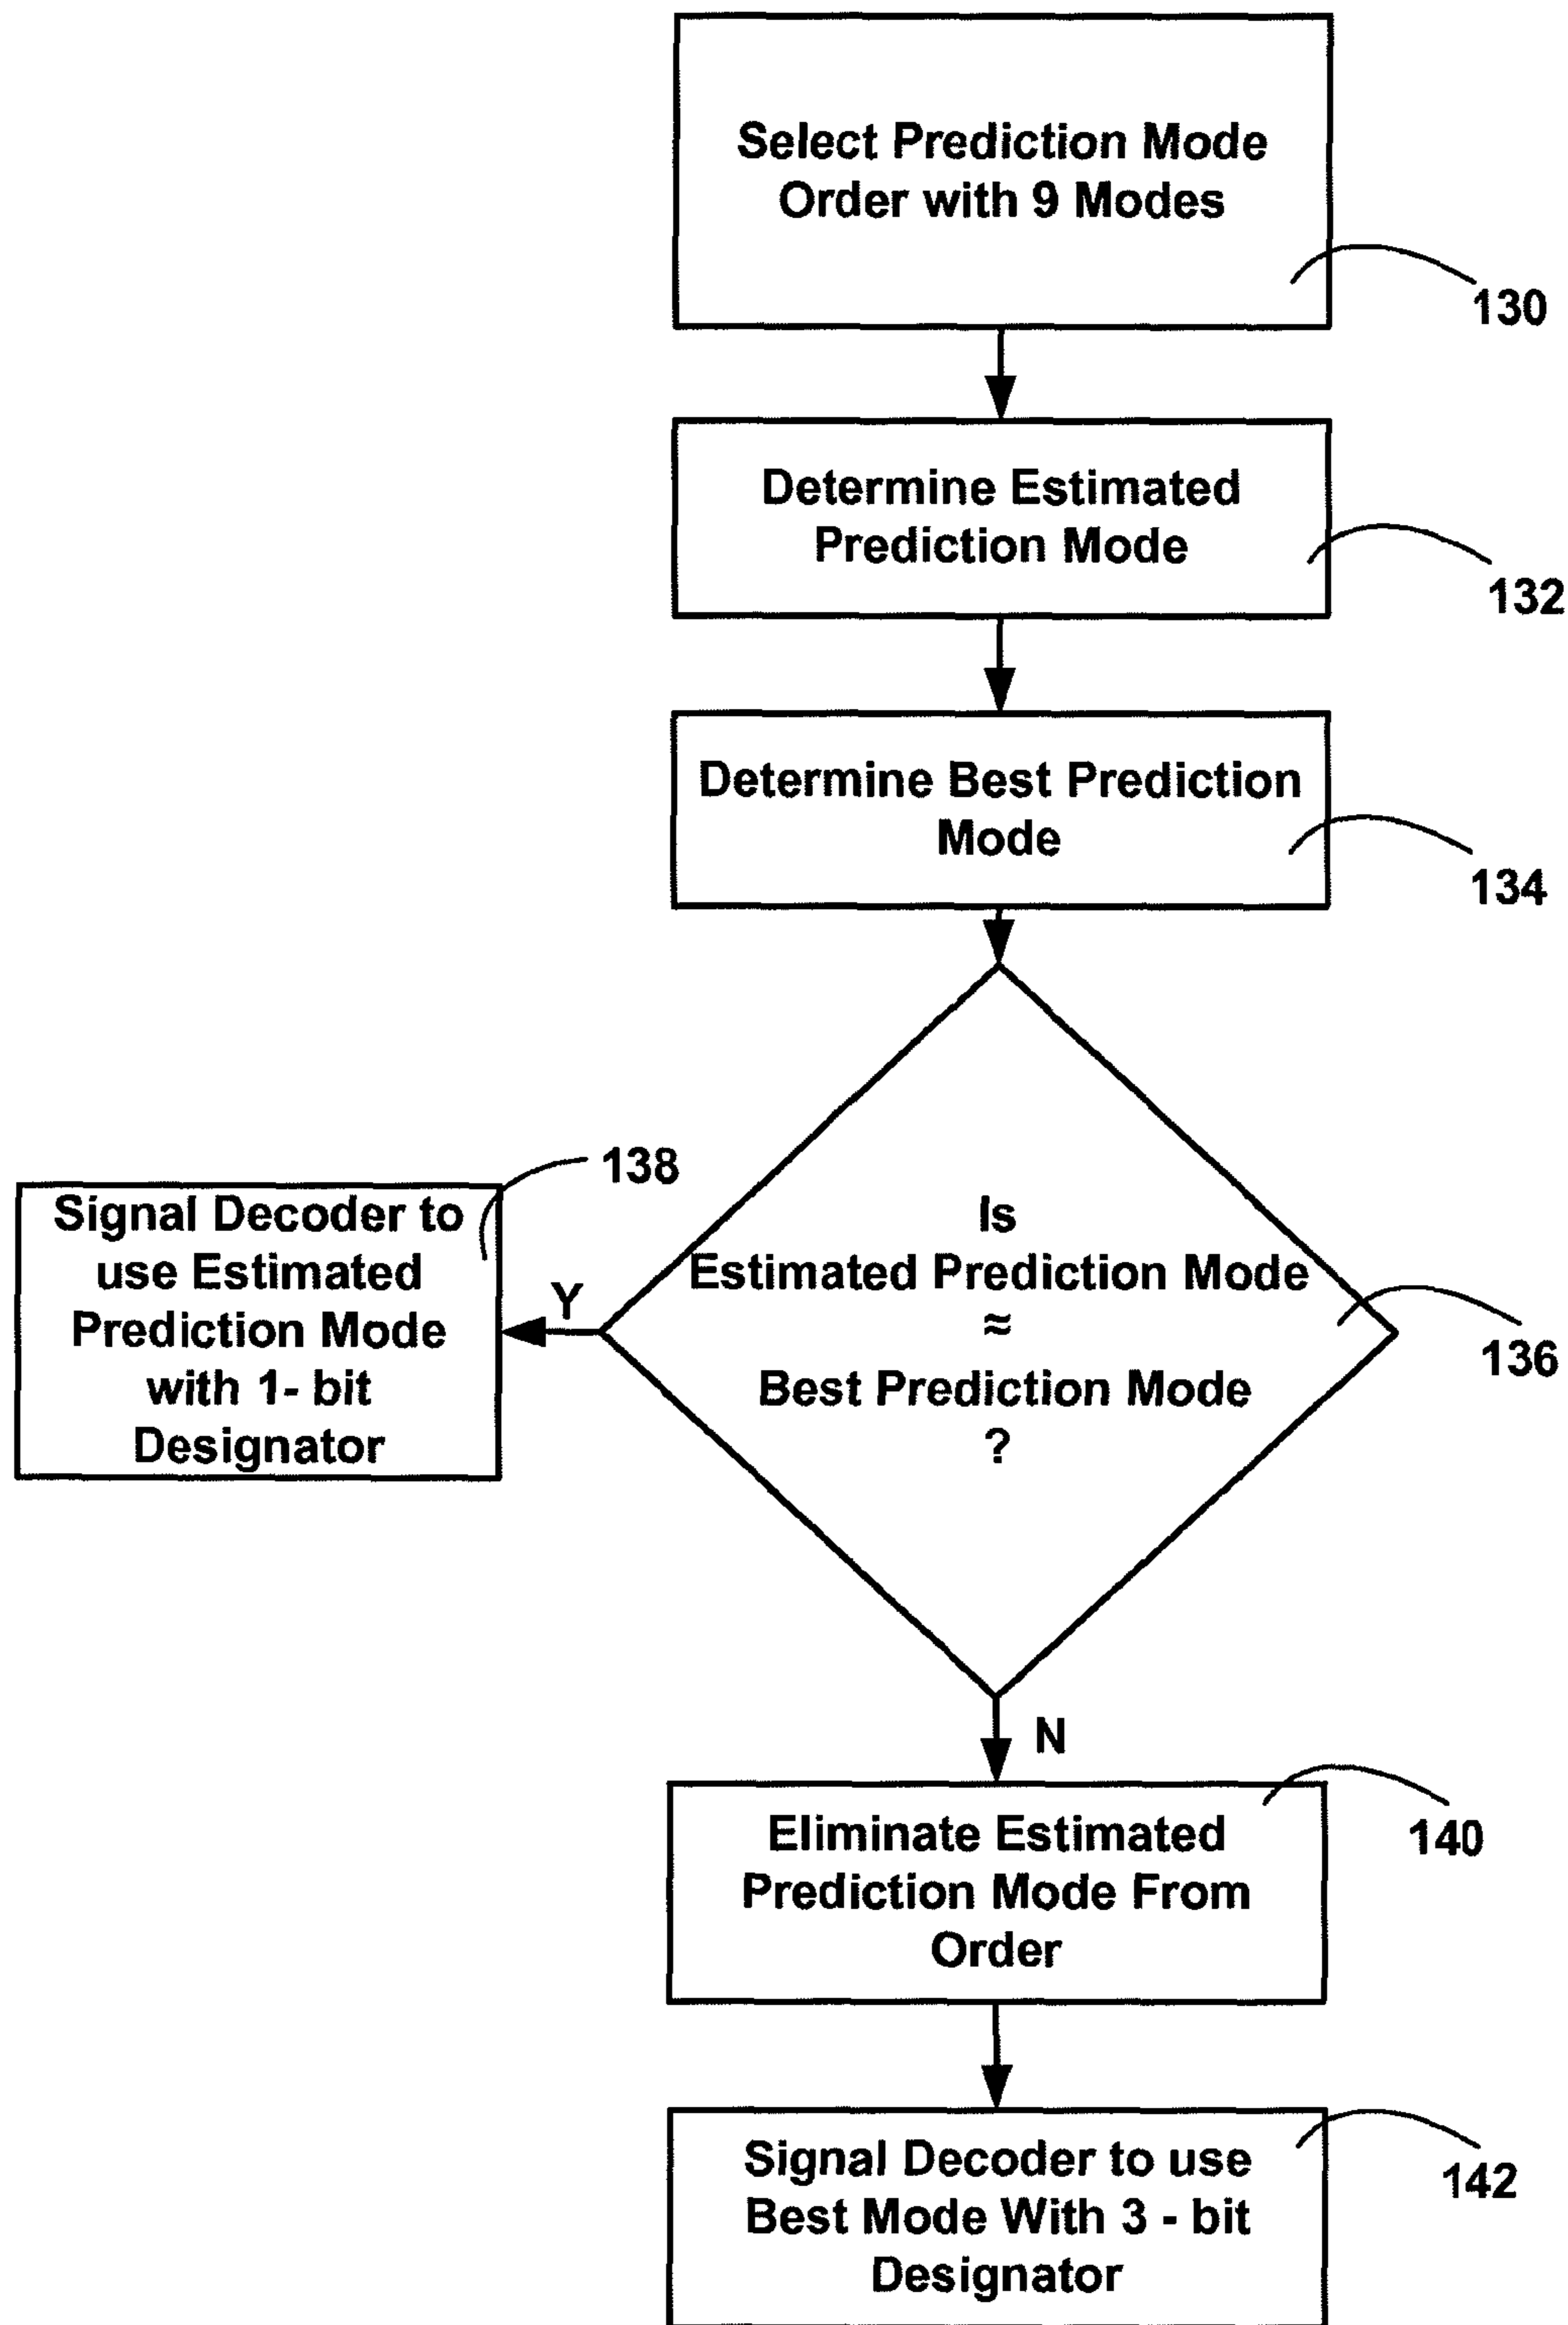 Select Prediction Mode
Order with 9 Modes
130
Determine Estimated
Prediction Mode
132
Determine Best Prediction
Mode
134
Is
Estimated Prediction Mode
≈
Best Prediction Mode
?
136
Y
138
Signal Decoder to
use Estimated
Prediction Mode
with 1- bit
Designator
N
Eliminate Estimated
Prediction Mode From
Order
140
Signal Decoder to use
Best Mode With 3 - bit
Designator
142